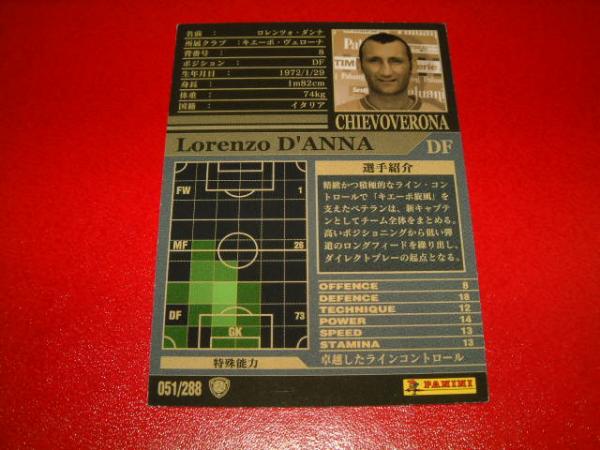 名前： ロレンツォ・ダンナ
所属クラブ：キエーボ・ヴェローナ
背番号： 8
ポジション： DF
生年月日： 1972/1/29
身長： 1m82cm
体重： 74kg
国籍： イタリア
TIM
CHIEVOVERONA
Lorenzo D'ANNA DF
FW 1
MF 26
DF 73
GK
選手紹介
精緻かつ積極的なライン・コン
トロールで「キエーボ旋風」を
支えたベテランは、新キャプテ
ンとしてチーム全体をまとめる。
高いポジショニングから低い弾
道のロングフィードを繰り出し、
ダイレクトプレーの起点となる。
OFFENCE 8
DEFENCE 18
TECHNIQUE 12
POWER 14
SPEED 13
STAMINA 13
特殊能力 卓越したラインコントロール
051/288
PANINI